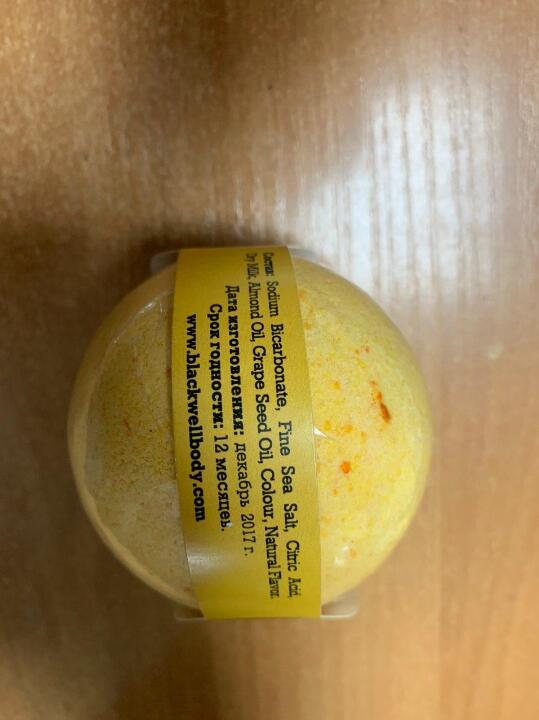 Состав: Sodium Bicarbonate, Fine Sea Salt, Citric Acid,
Dry Milk, Almond Oil, Grape Seed Oil, Colour, Natural Flavor.
Дата изготовления: декабрь 2017 г.
Срок годности: 12 месяцев.
www.blackwellbody.com